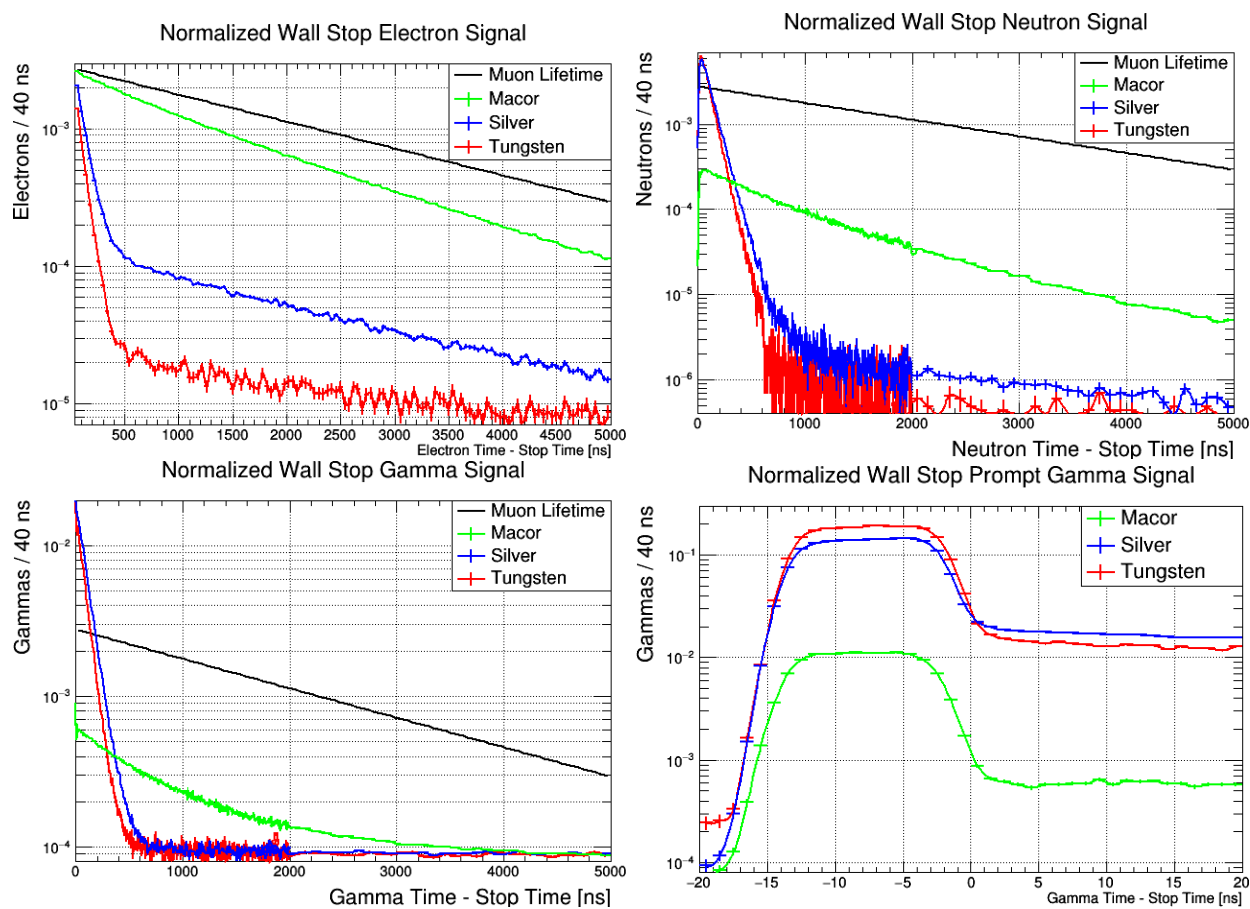 Normalized Wall Stop Electron Signal
Electrons / 40 ns
10⁻³
10⁻⁴
10⁻⁵
Muon Lifetime
Macor
Silver
Tungsten
500 1000 1500 2000 2500 3000 3500 4000 4500 5000
Electron Time - Stop Time [ns]
Normalized Wall Stop Neutron Signal
Neutrons / 40 ns
10⁻³
10⁻⁴
10⁻⁵
10⁻⁶
Muon Lifetime
Macor
Silver
Tungsten
0 1000 2000 3000 4000 5000
Neutron Time - Stop Time [ns]
Normalized Wall Stop Gamma Signal
Gammas / 40 ns
10⁻²
10⁻³
10⁻⁴
Muon Lifetime
Macor
Silver
Tungsten
0 1000 2000 3000 4000 5000
Gamma Time - Stop Time [ns]
Normalized Wall Stop Prompt Gamma Signal
Gammas / 40 ns
10⁻¹
10⁻²
10⁻³
10⁻⁴
Macor
Silver
Tungsten
−20 −15 −10 −5 0 5 10 15 20
Gamma Time - Stop Time [ns]